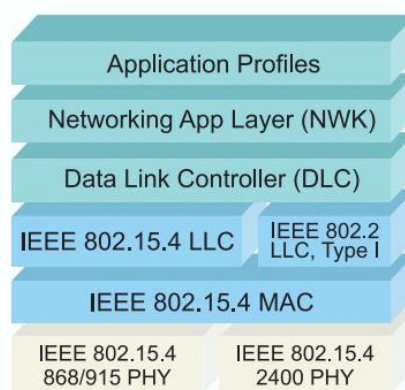 Application Profiles
Networking App Layer (NWK)
Data Link Controller (DLC)
IEEE 802.15.4 LLC
IEEE 802.2
LLC, Type I
IEEE 802.15.4 MAC
IEEE 802.15.4
868/915 PHY
IEEE 802.15.4
2400 PHY